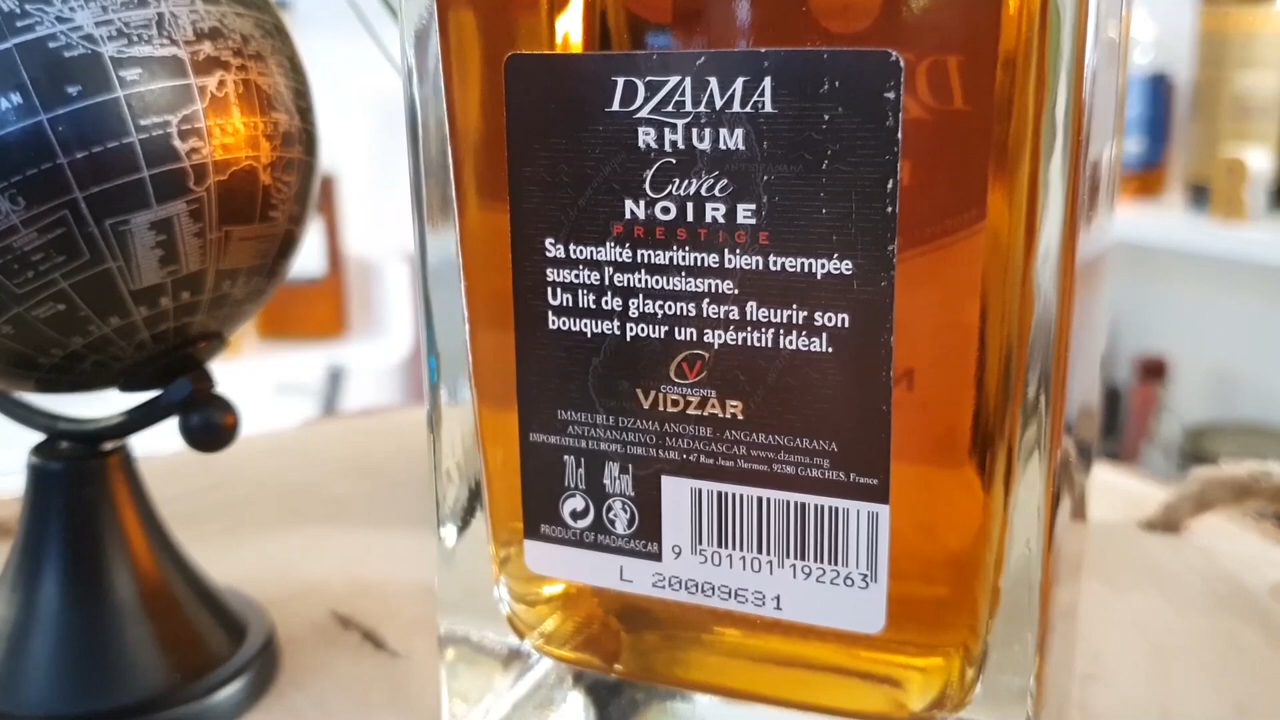 DZAMA
RHUM
Cuvée
NOIRE
PRESTIGE
Sa tonalité maritime bien trempée
suscite l'enthousiasme.
Un lit de glaçons fera fleurir son
bouquet pour un apéritif idéal.
CV
COMPAGNIE
VIDZAR
IMMEUBLE DZAMA ANOSIBE - ANGARANGARANA
ANTANANARIVO - MADAGASCAR www.dzama.mg
IMPORTATEUR EUROPE: DIRUM SARL • 47 Rue Jean Mermoz, 92380 GARCHES, France
70 cl 40%vol
PRODUCT OF MADAGASCAR
9 501101 192263
L 20009631